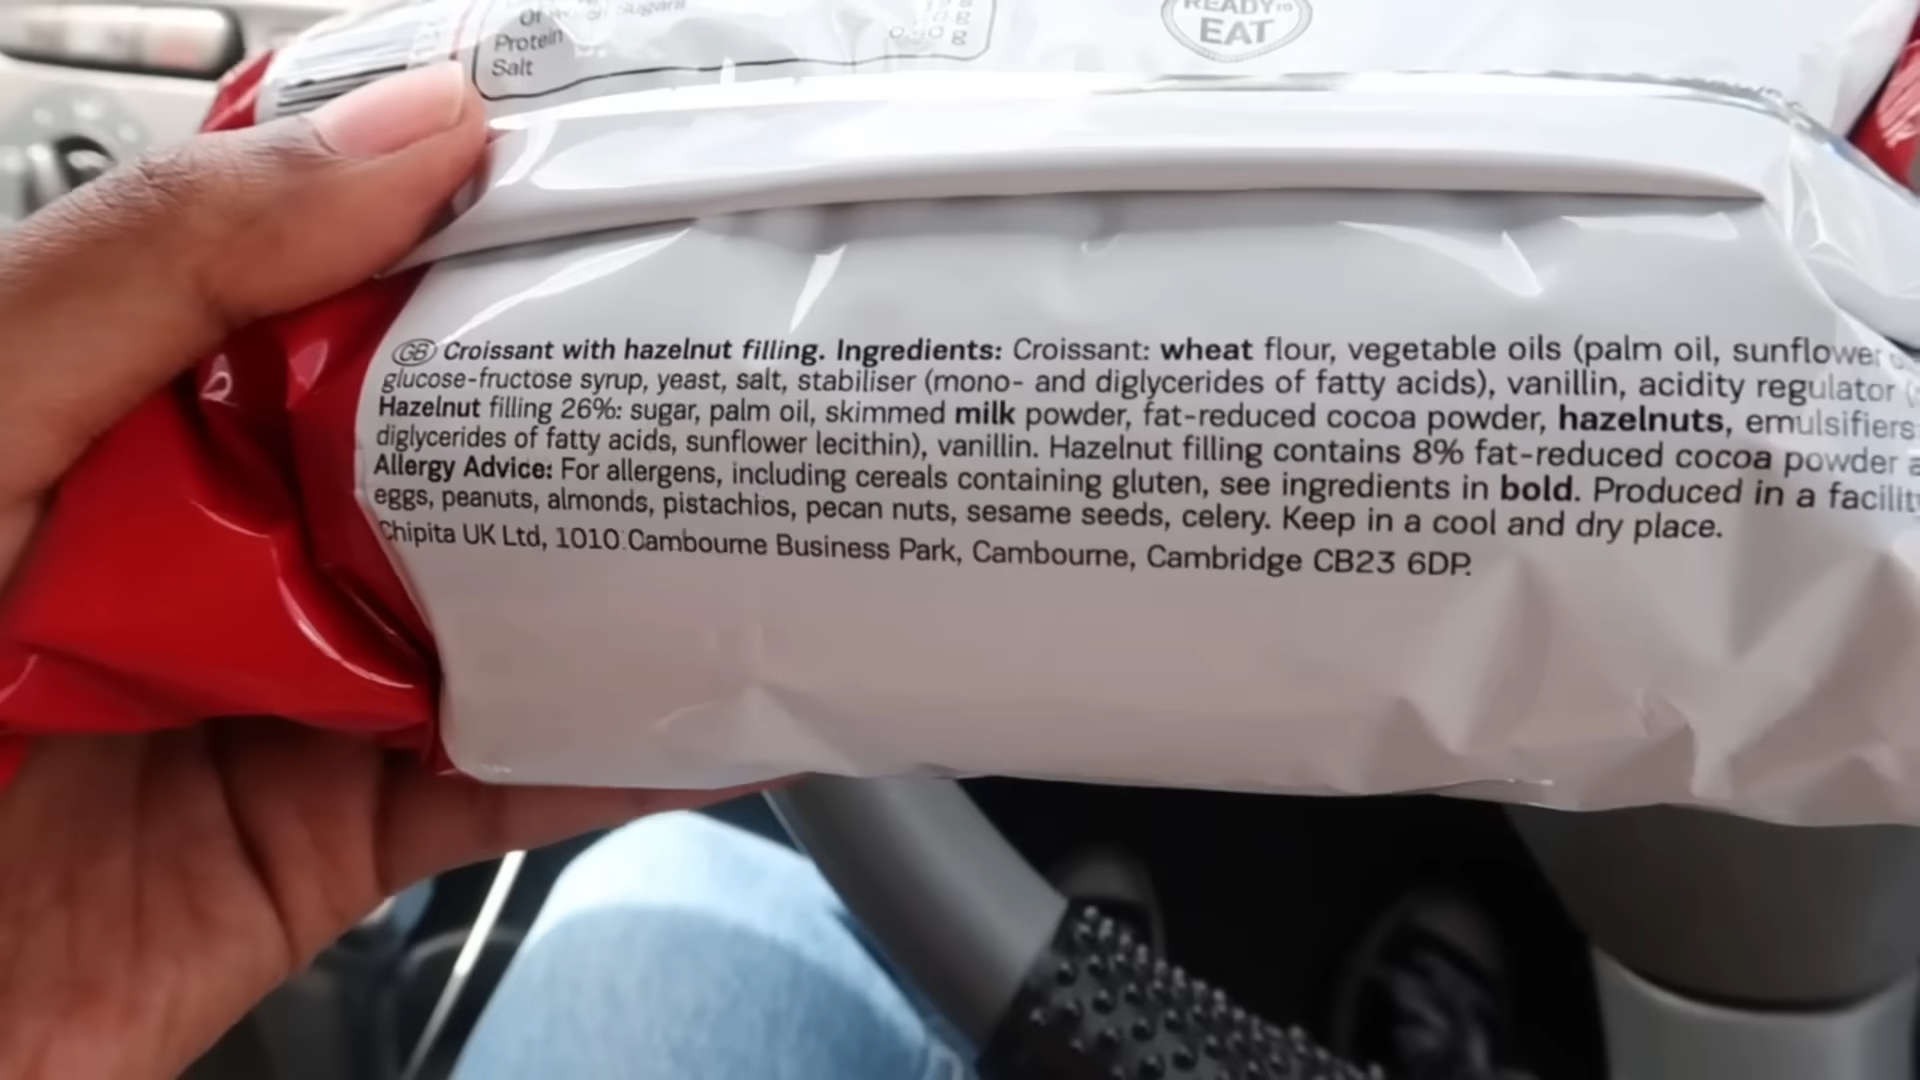 Of Which Sugars
Protein
Salt
g
g
READY TO
EAT
GB Croissant with hazelnut filling. Ingredients: Croissant: wheat flour, vegetable oils (palm oil, sunflower
glucose-fructose syrup, yeast, salt, stabiliser (mono- and diglycerides of fatty acids), vanillin, acidity regulator (
Hazelnut filling 26%: sugar, palm oil, skimmed milk powder, fat-reduced cocoa powder, hazelnuts, emulsifiers
diglycerides of fatty acids, sunflower lecithin), vanillin. Hazelnut filling contains 8% fat-reduced cocoa powder
Allergy Advice: For allergens, including cereals containing gluten, see ingredients in bold. Produced in a facility
eggs, peanuts, almonds, pistachios, pecan nuts, sesame seeds, celery. Keep in a cool and dry place.
Chipita UK Ltd, 1010 Cambourne Business Park, Cambourne, Cambridge CB23 6DP.